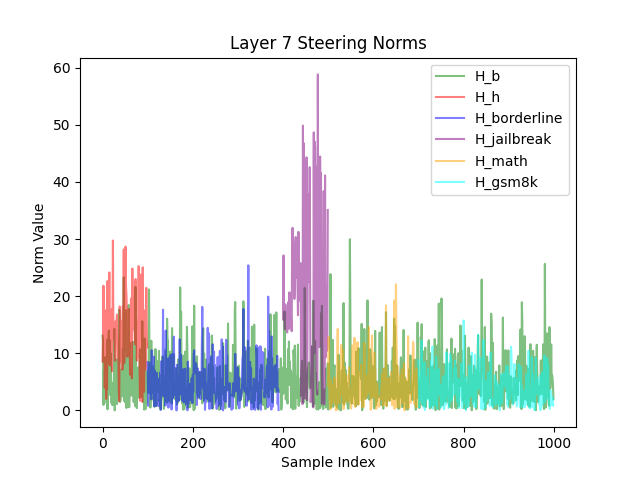 Layer 7 Steering Norms
60
50
40
30
20
10
0
Norm Value
H_b
H_h
H_borderline
H_jailbreak
H_math
H_gsm8k
0 200 400 600 800 1000
Sample Index